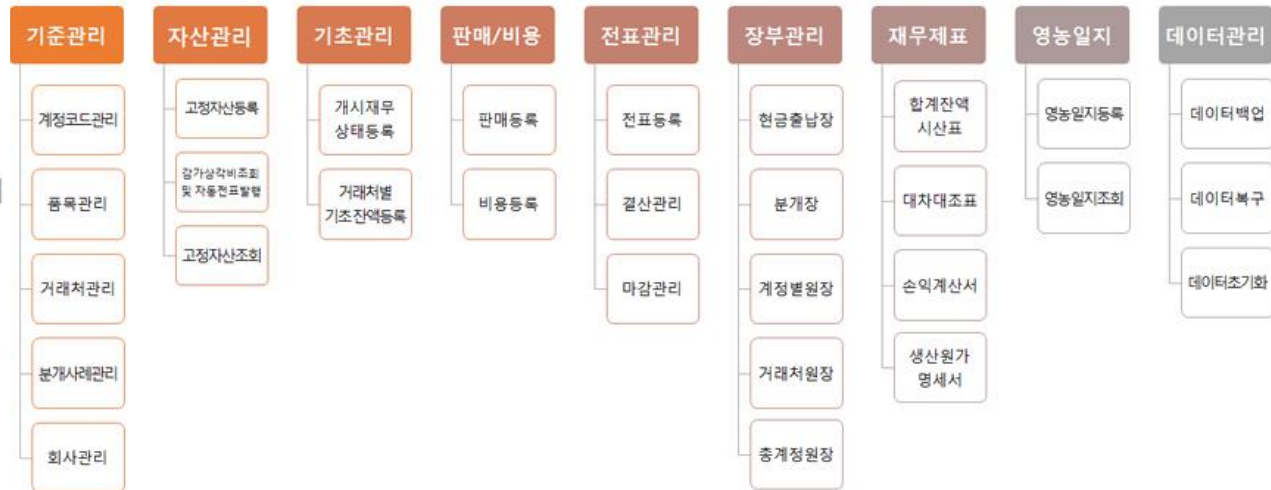 기준관리
계정코드관리
품목관리
거래처관리
분개사례관리
회사관리
자산관리
고정자산등록
감가상각비조회
및 자동전표발행
고정자산조회
기초관리
개시재무
상태등록
거래처별
기초잔액등록
판매/비용
판매등록
비용등록
전표관리
전표등록
결산관리
마감관리
장부관리
현금출납장
분개장
계정별원장
거래처원장
총계정원장
재무제표
합계잔액
시산표
대차대조표
손익계산서
생산원가
명세서
영농일지
영농일지등록
영농일지조회
데이터관리
데이터백업
데이터복구
데이터초기화